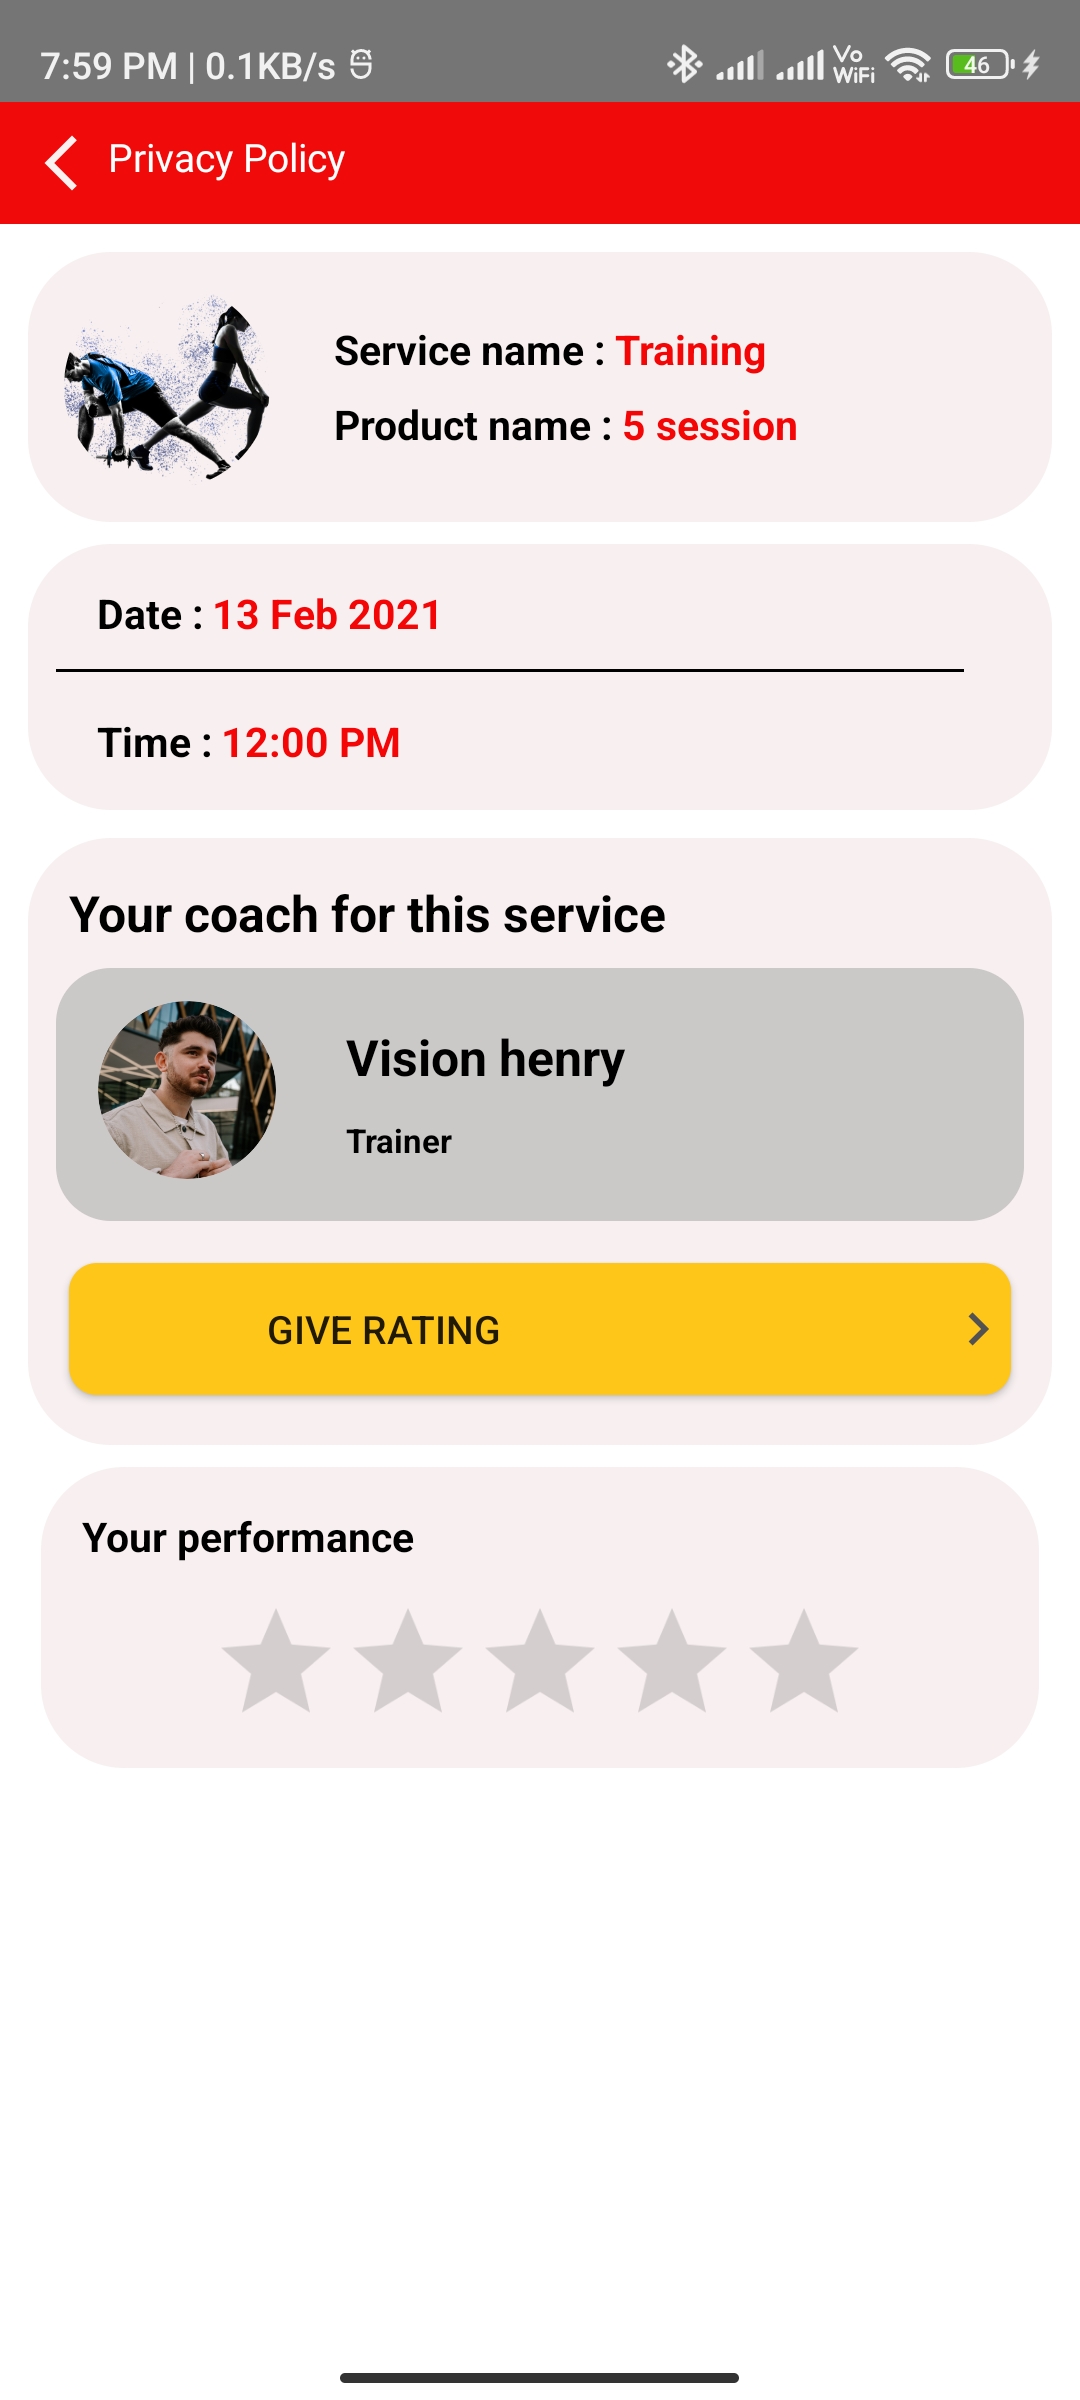 7:59 PM | 0.1KB/s
Vo
WiFi
46
Privacy Policy
Service name : Training
Product name : 5 session
Date : 13 Feb 2021
Time : 12:00 PM
Your coach for this service
Vision henry
Trainer
GIVE RATING
Your performance